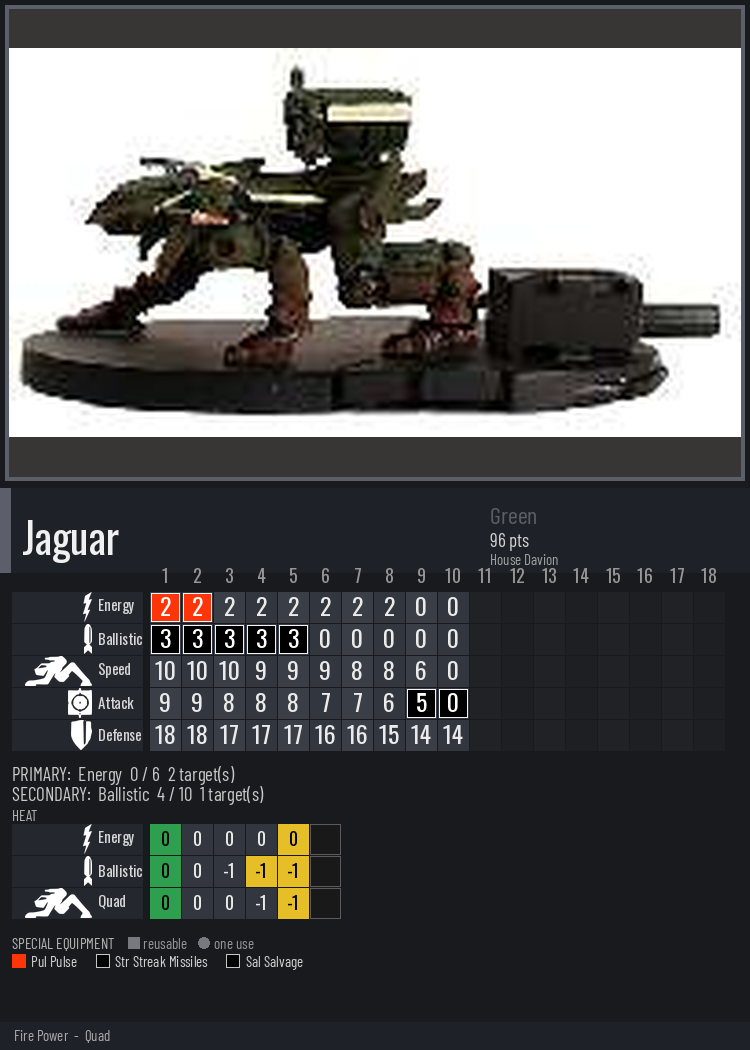 Jaguar
Green
96 pts
House Davion
1 2 3 4 5 6 7 8 9 10 11 12 13 14 15 16 17 18
Energy 2 2 2 2 2 2 2 2 0 0
Ballistic 3 3 3 3 3 0 0 0 0 0
Speed 10 10 10 9 9 9 8 8 6 0
Attack 9 9 8 8 8 7 7 6 5 0
Defense 18 18 17 17 17 16 16 15 14 14
PRIMARY: Energy 0 / 6 2 target(s)
SECONDARY: Ballistic 4 / 10 1 target(s)
HEAT
Energy 0 0 0 0 0
Ballistic 0 0 -1 -1 -1
Quad 0 0 0 -1 -1
SPECIAL EQUIPMENT reusable one use
Pul Pulse Str Streak Missiles Sal Salvage
Fire Power - Quad